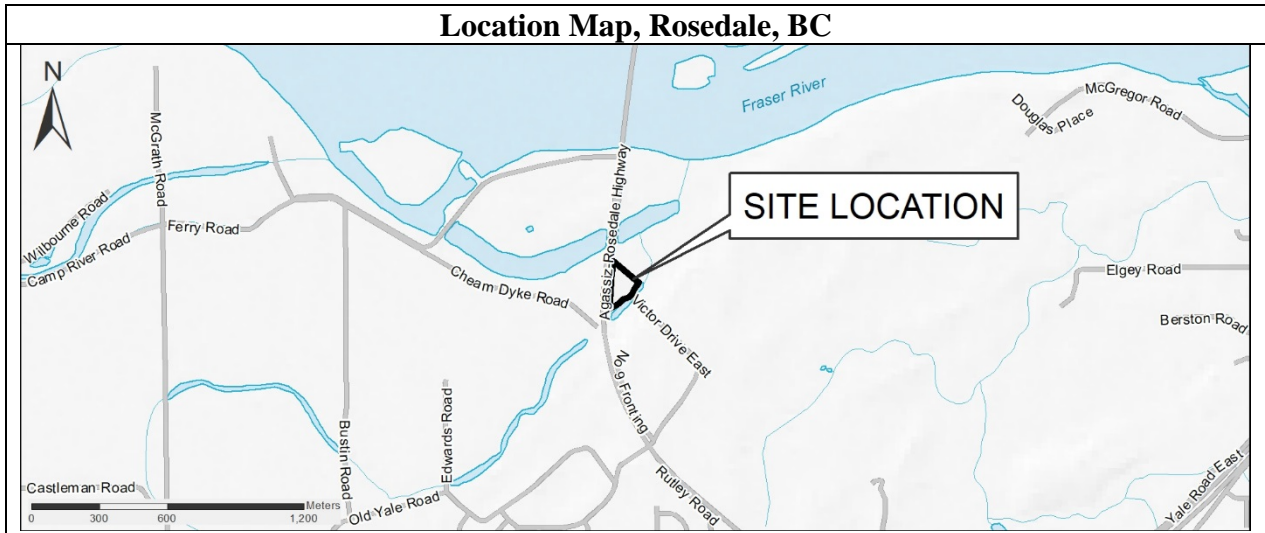 Location Map, Rosedale, BC
N
Fraser River
McGregor Road
Douglas Place
McGrath Road
Agassiz-Rosedale Highway
SITE LOCATION
Wilbourne Road
Ferry Road
Camp River Road
Cheam Dyke Road
Elgey Road
Victor Drive East
Berston Road
No 9 Fronting
Bustin Road
Edwards Road
Rutley Road
Yale Road East
Castleman Road
Old Yale Road
Meters
0 300 600 1,200